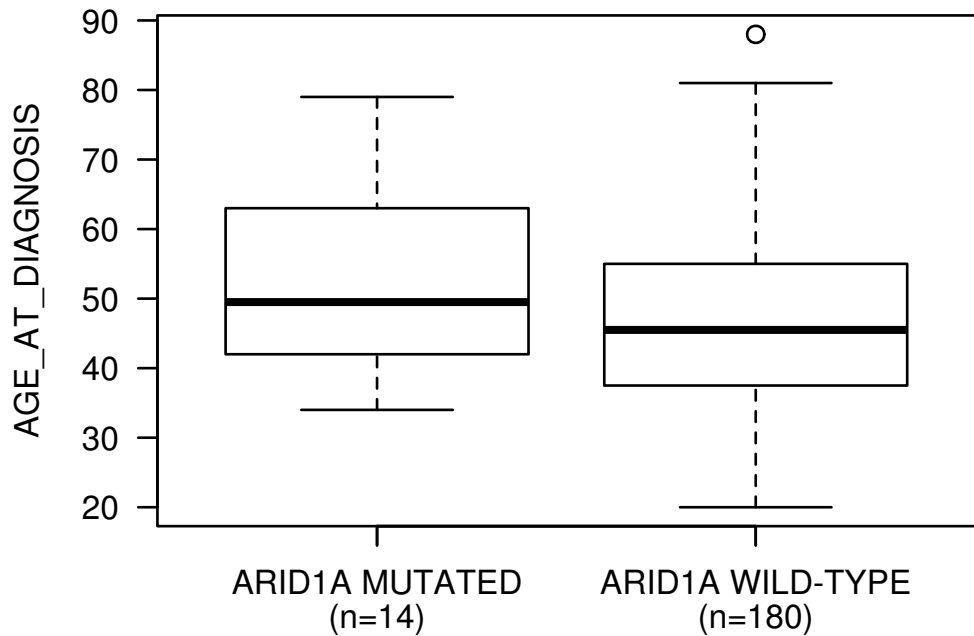 AGE_AT_DIAGNOSIS
90
80
70
60
50
40
30
20
ARID1A MUTATED
(n=14)
ARID1A WILD-TYPE
(n=180)